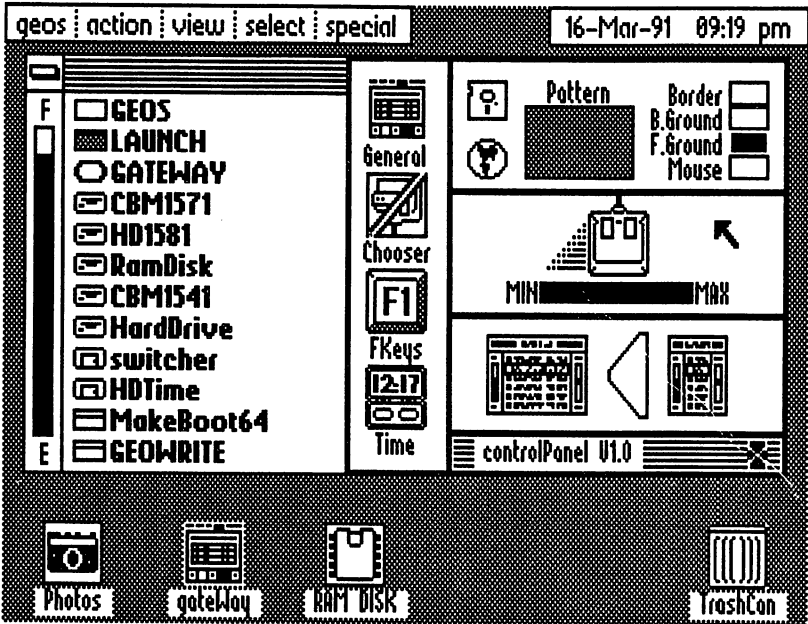 geos action view select special
16-Mar-91 09:19 pm
F
GEOS
LAUNCH
GATEWAY
CBM1571
HD1581
RamDisk
CBM1541
HardDrive
switcher
HDTime
MakeBoot64
E GEOWRITE
General
Chooser
F1
FKeys
12:17
Time
Pattern
Border
B.Ground
F.Ground
Mouse
MIN MAX
controlPanel V1.0
Photos
gateWay
RAM DISK
TrashCan